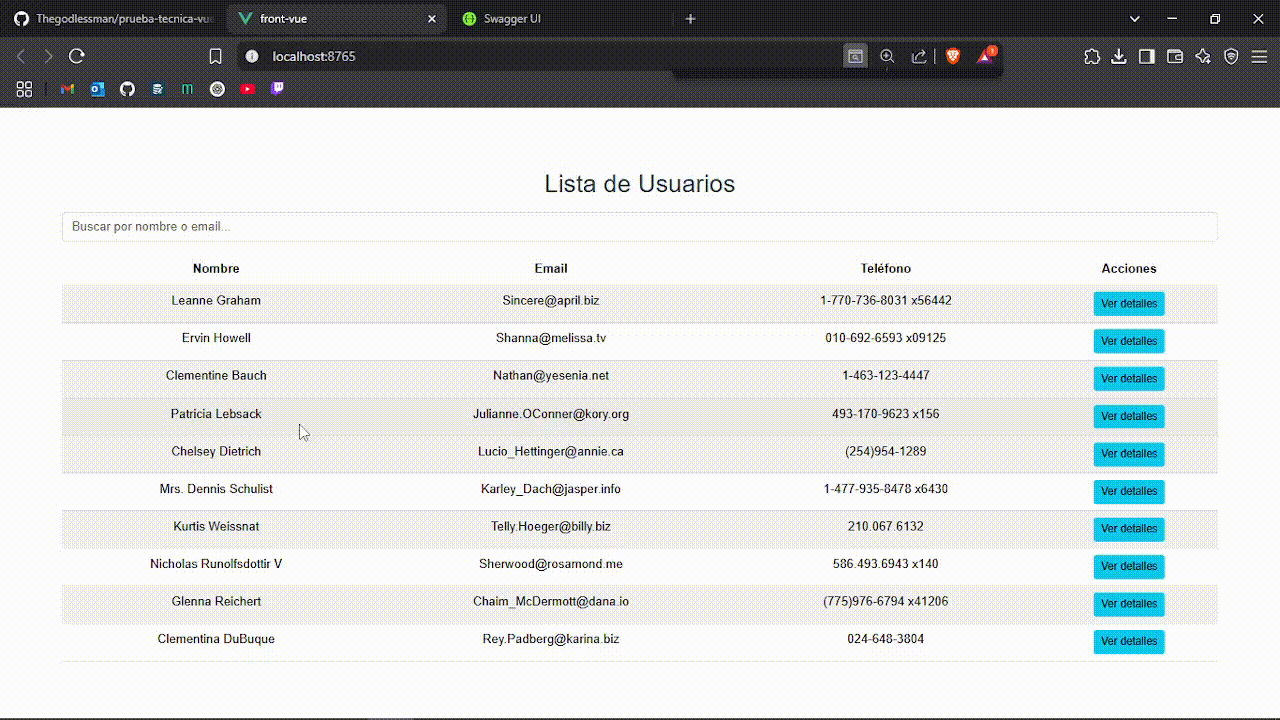 Thegodlessman/prueba-tecnica-vue
front-vue
Swagger UI
localhost:8765
1
Lista de Usuarios
Buscar por nombre o email...
Nombre Email Teléfono Acciones
Leanne Graham Sincere@april.biz 1-770-736-8031 x56442 Ver detalles
Ervin Howell Shanna@melissa.tv 010-692-6593 x09125 Ver detalles
Clementine Bauch Nathan@yesenia.net 1-463-123-4447 Ver detalles
Patricia Lebsack Julianne.OConner@kory.org 493-170-9623 x156 Ver detalles
Chelsey Dietrich Lucio_Hettinger@annie.ca (254)954-1289 Ver detalles
Mrs. Dennis Schulist Karley_Dach@jasper.info 1-477-935-8478 x6430 Ver detalles
Kurtis Weissnat Telly.Hoeger@billy.biz 210.067.6132 Ver detalles
Nicholas Runolfsdottir V Sherwood@rosamond.me 586.493.6943 x140 Ver detalles
Glenna Reichert Chaim_McDermott@dana.io (775)976-6794 x41206 Ver detalles
Clementina DuBuque Rey.Padberg@karina.biz 024-648-3804 Ver detalles